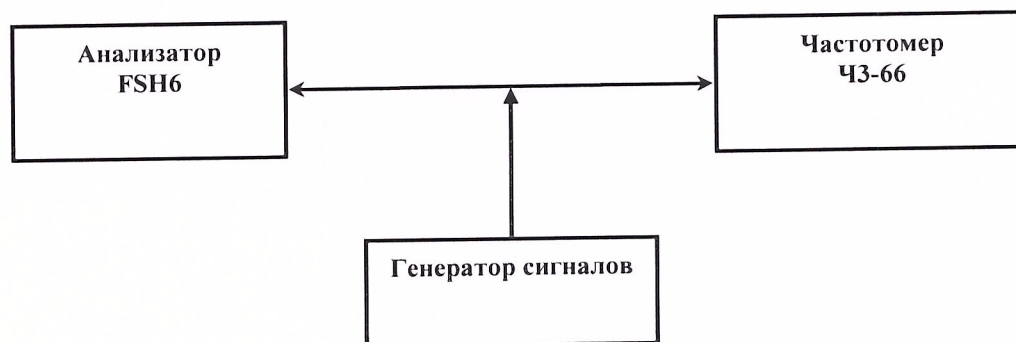 Анализатор
FSH6
Частотомер
Ч3-66
Генератор сигналов